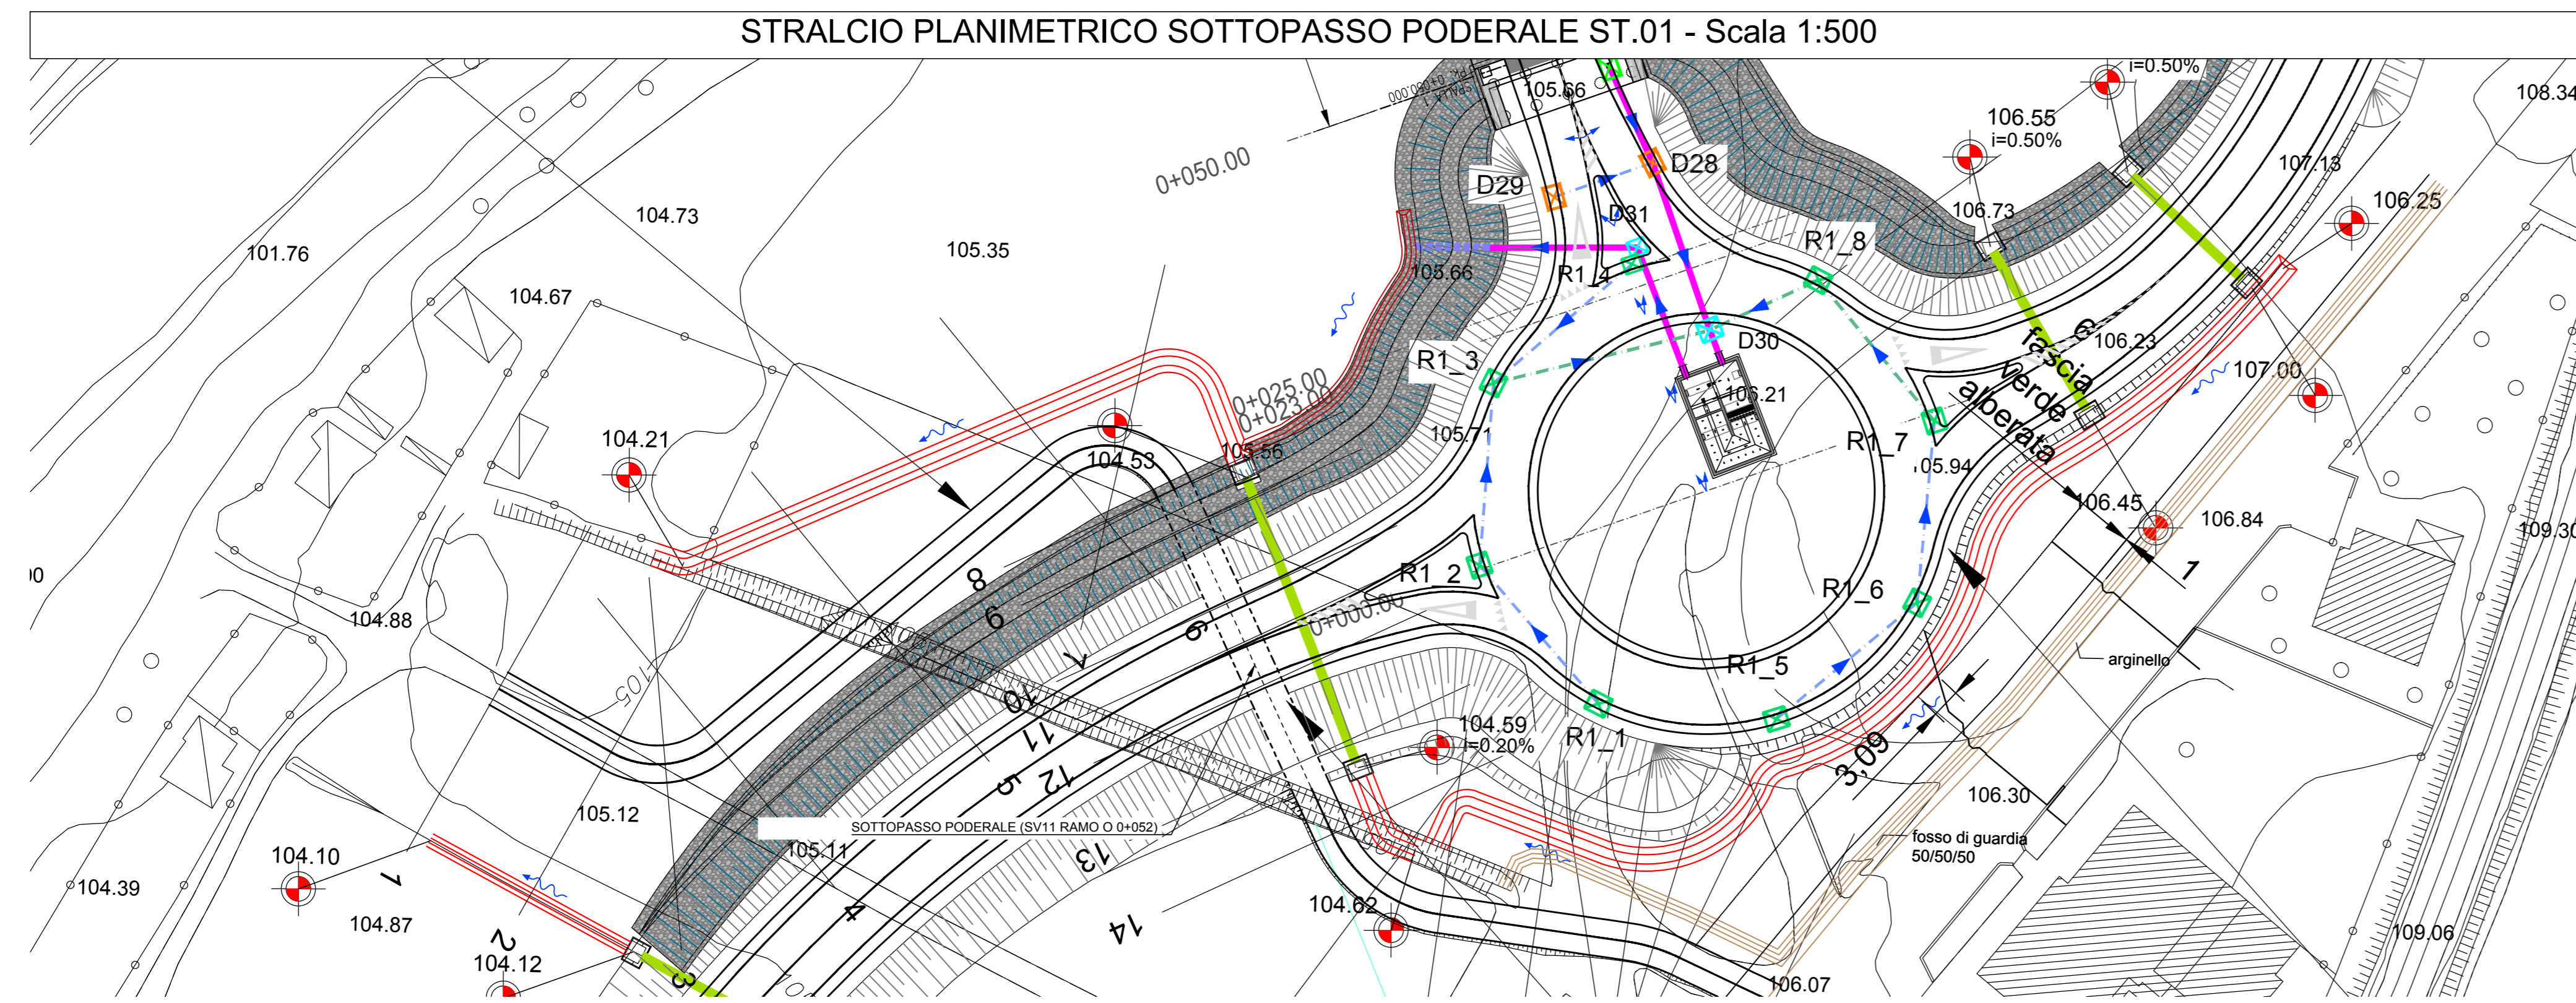 STRALCIO PLANIMETRICO SOTTOPASSO PODERALE ST.01 - Scala 1:500
i=0.50%
108.34
105.66
106.55
i=0.50%
0+050.00
107.13
D28
D29
106.25
104.73
D31
106.73
101.76
105.35
R1_8
105.66
R1_4
104.67
D30
6
106.23
fascia
verde
alberata
107.00
R1_3
0+025.00
0+023.00
106.21
105.71
R1_7
104.21
104.53
105.56
105.94
106.45
106.84
109.30
8
9
R1_2
R1_6
1
104.88
0+000.00
6
7
105
arginello
R1_5
10
11
12
5
104.59
i=0.20%
R1_1
3,09
106.30
105.12
SOTTOPASSO PODERALE (SV11 RAMO O 0+052)
105.11
13
fosso di guardia
50/50/50
104.10
104.39
1
104.87
4
14
104.62
2
104.12
3
109.06
106.07